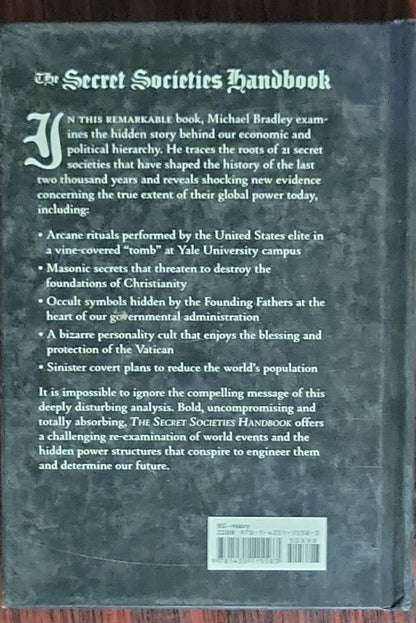 The Secret Societies Handbook
IN THIS REMARKABLE book, Michael Bradley exam-
ines the hidden story behind our economic and
political hierarchy. He traces the roots of 21 secret
societies that have shaped the history of the last
two thousand years and reveals shocking new evidence
concerning the true extent of their global power today,
including:
• Arcane rituals performed by the United States elite in
a vine-covered “tomb” at Yale University campus
• Masonic secrets that threaten to destroy the
foundations of Christianity
• Occult symbols hidden by the Founding Fathers at the
heart of our governmental administration
• A bizarre personality cult that enjoys the blessing and
protection of the Vatican
• Sinister covert plans to reduce the world’s population
It is impossible to ignore the compelling message of this
deeply disturbing analysis. Bold, uncompromising and
totally absorbing, THE SECRET SOCIETIES HANDBOOK offers
a challenging re-examination of world events and the
hidden power structures that conspire to engineer them
and determine our future.
ISBN 978-1-4351-1558-3